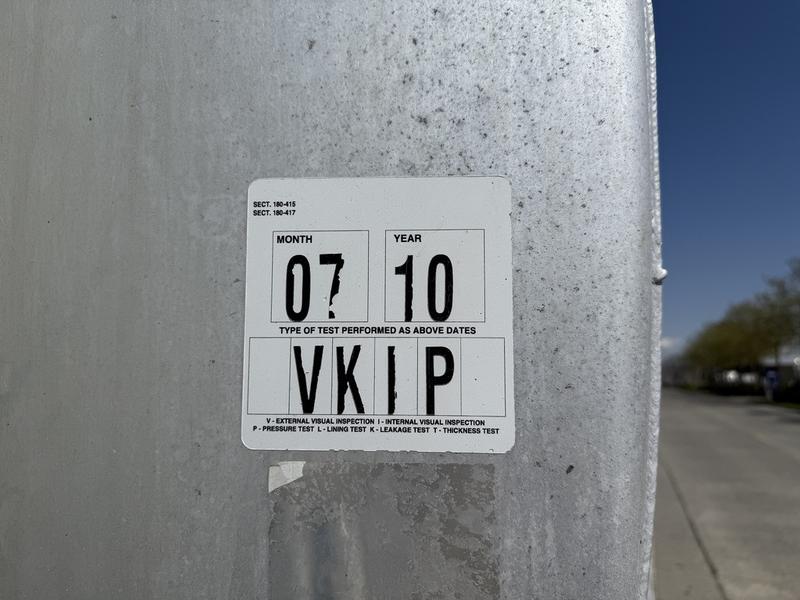 SECT. 180-415
SECT. 180-417
MONTH YEAR
07 10
TYPE OF TEST PERFORMED AS ABOVE DATES
VKIP
V - EXTERNAL VISUAL INSPECTION I - INTERNAL VISUAL INSPECTION
P - PRESSURE TEST L - LINING TEST K - LEAKAGE TEST T - THICKNESS TEST